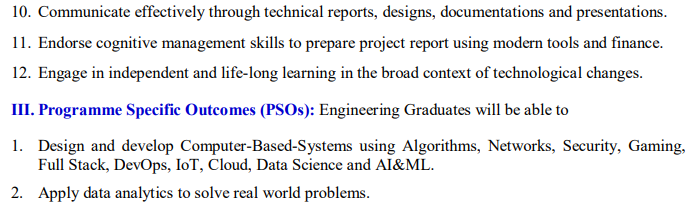 10. Communicate effectively through technical reports, designs, documentations and presentations.
11. Endorse cognitive management skills to prepare project report using modern tools and finance.
12. Engage in independent and life-long learning in the broad context of technological changes.
III. Programme Specific Outcomes (PSOs): Engineering Graduates will be able to
1. Design and develop Computer-Based-Systems using Algorithms, Networks, Security, Gaming,
Full Stack, DevOps, IoT, Cloud, Data Science and AI&ML.
2. Apply data analytics to solve real world problems.